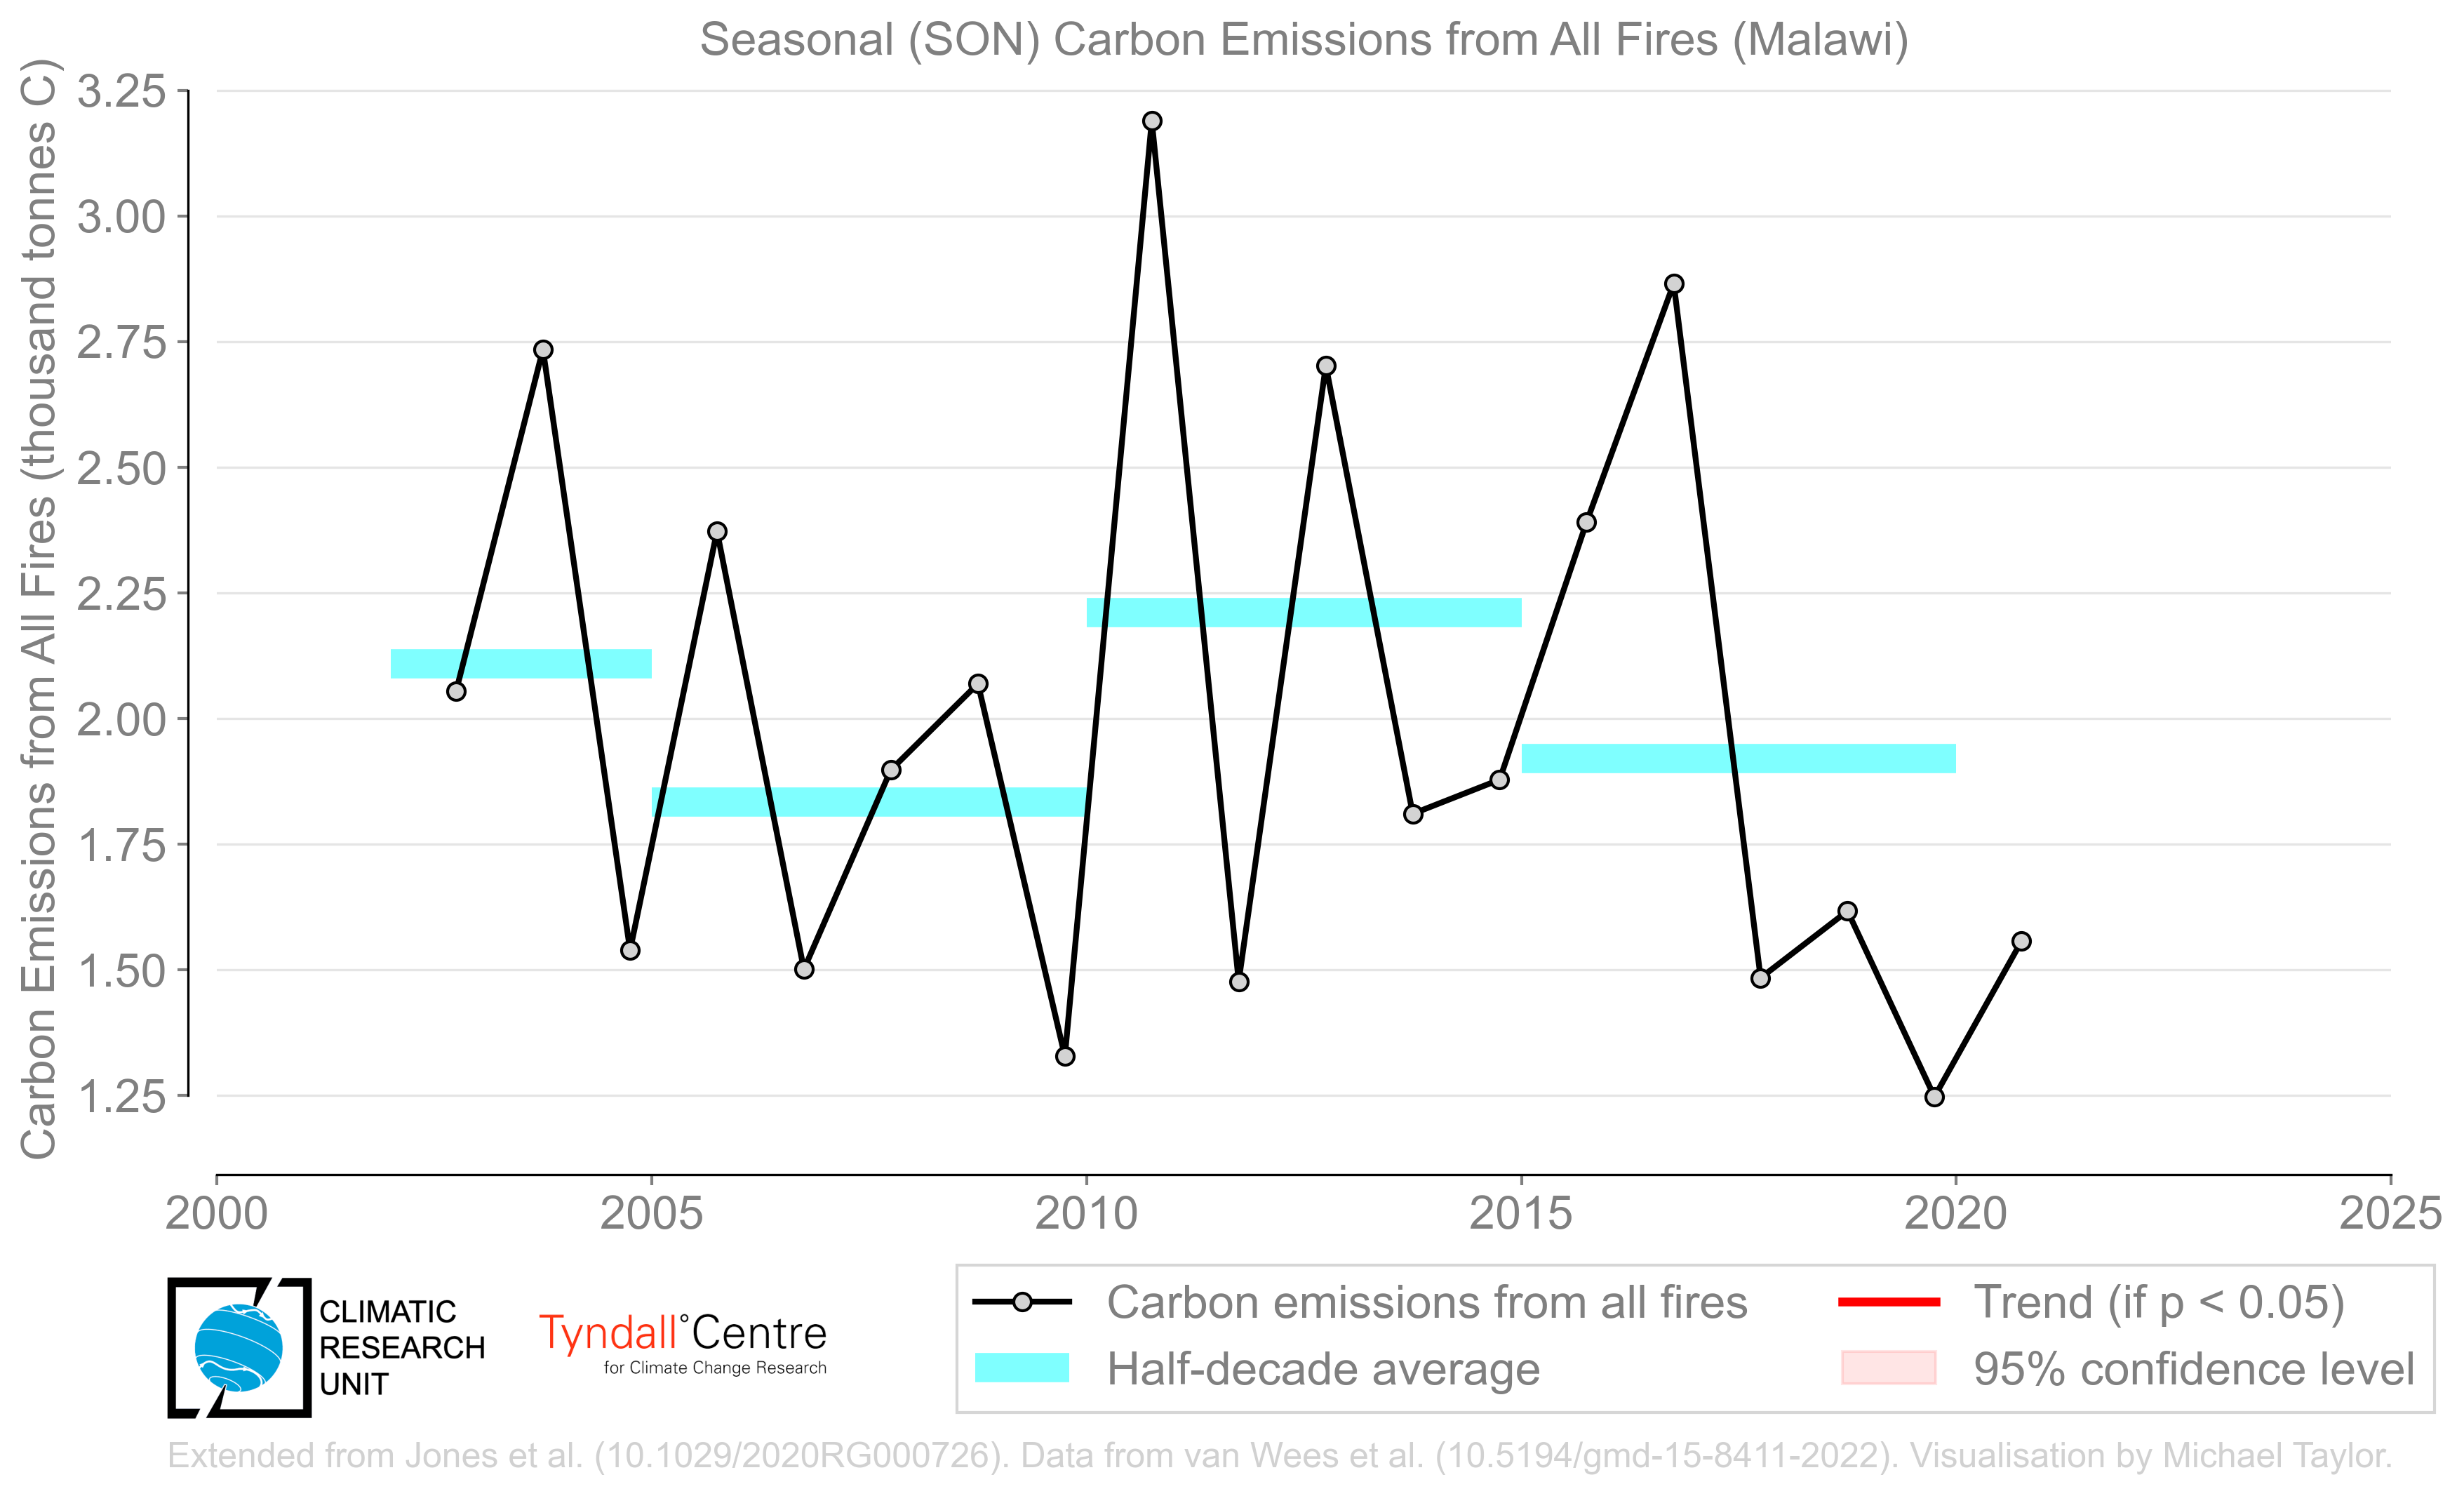 Seasonal (SON) Carbon Emissions from All Fires (Malawi)
Carbon Emissions from All Fires (thousand tonnes C)
3.25
3.00
2.75
2.50
2.25
2.00
1.75
1.50
1.25
2000
2005
2010
2015
2020
2025
CLIMATIC
RESEARCH
UNIT
Tyndall°Centre
for Climate Change Research
Carbon emissions from all fires
Half-decade average
Trend (if p < 0.05)
95% confidence level
Extended from Jones et al. (10.1029/2020RG000726). Data from van Wees et al. (10.5194/gmd-15-8411-2022). Visualisation by Michael Taylor.